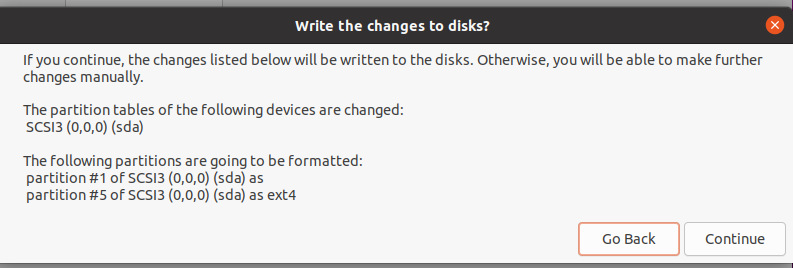 Write the changes to disks?
If you continue, the changes listed below will be written to the disks. Otherwise, you will be able to make further
changes manually.
The partition tables of the following devices are changed:
SCSI3 (0,0,0) (sda)
The following partitions are going to be formatted:
partition #1 of SCSI3 (0,0,0) (sda) as
partition #5 of SCSI3 (0,0,0) (sda) as ext4
Go Back
Continue